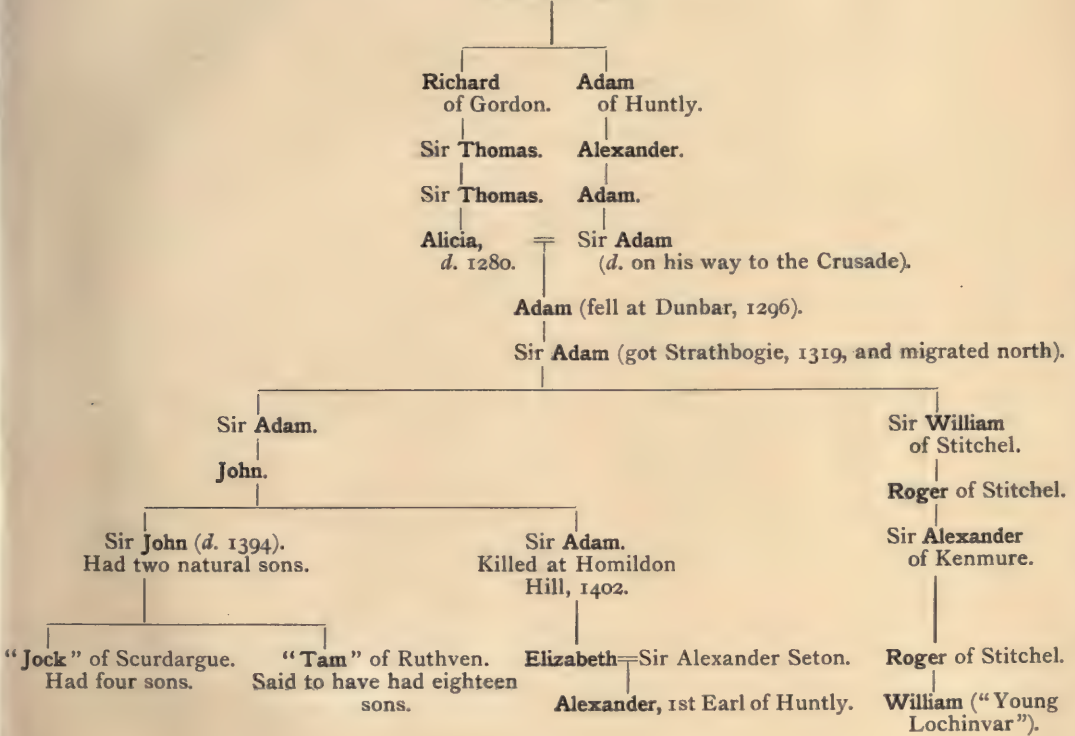 Richard
of Gordon.
Adam
of Huntly.
Sir Thomas.
Alexander.
Sir Thomas.
Adam.
Alicia,
d. 1280.
=
Sir Adam
(d. on his way to the Crusade).
Adam (fell at Dunbar, 1296).
Sir Adam (got Strathbogie, 1319, and migrated north).
Sir Adam.
John.
Sir John (d. 1394).
Had two natural sons.
"Jock" of Scurdargue.
Had four sons.
"Tam" of Ruthven.
Said to have had eighteen
sons.
Sir Adam.
Killed at Homildon
Hill, 1402.
Elizabeth=Sir Alexander Seton.
Alexander, 1st Earl of Huntly.
Sir William
of Stitchel.
Roger of Stitchel.
Sir Alexander
of Kenmure.
Roger of Stitchel.
William ("Young
Lochinvar").